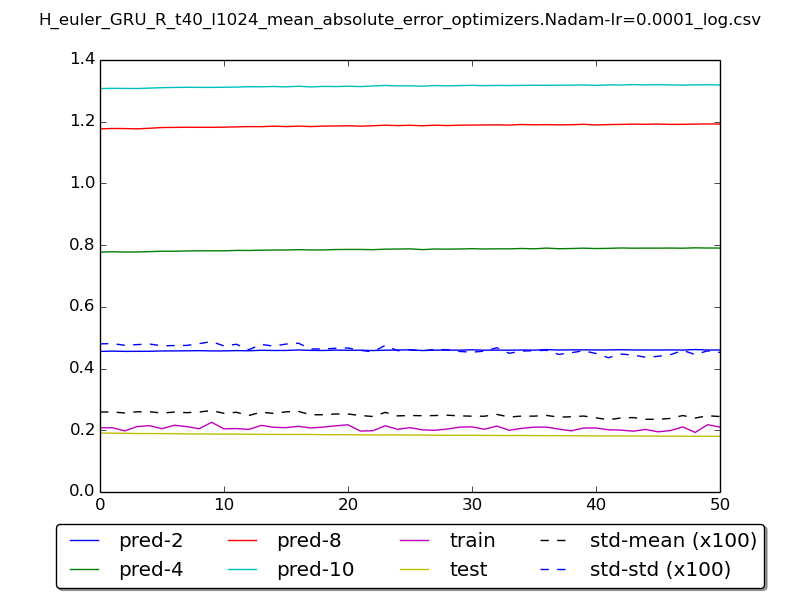 H_euler_GRU_R_t40_l1024_mean_absolute_error_optimizers.Nadam-lr=0.0001_log.csv
1.4
1.2
1.0
0.8
0.6
0.4
0.2
0.0
0 10 20 30 40 50
pred-2 pred-8 train std-mean (x100)
pred-4 pred-10 test std-std (x100)